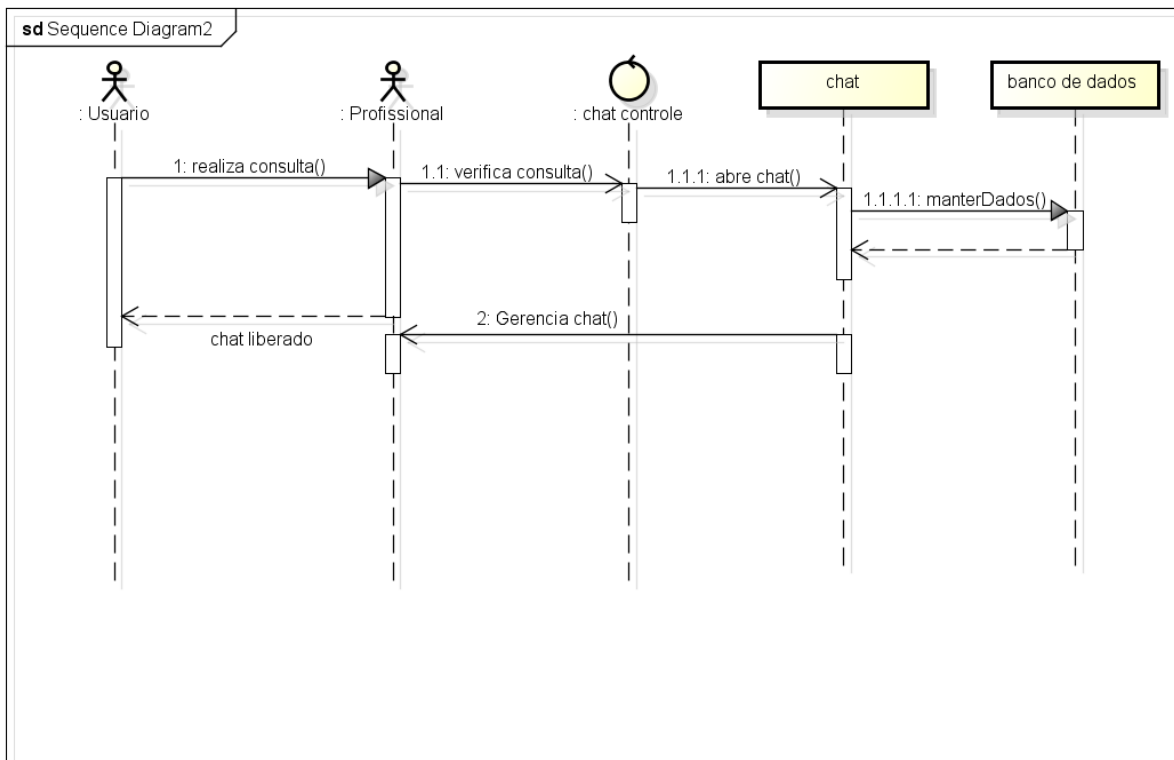 sd Sequence Diagram2
: Usuario
: Profissional
: chat controle
chat
banco de dados
1: realiza consulta()
1.1: verifica consulta()
1.1.1: abre chat()
1.1.1.1: manterDados()
chat liberado
2: Gerencia chat()